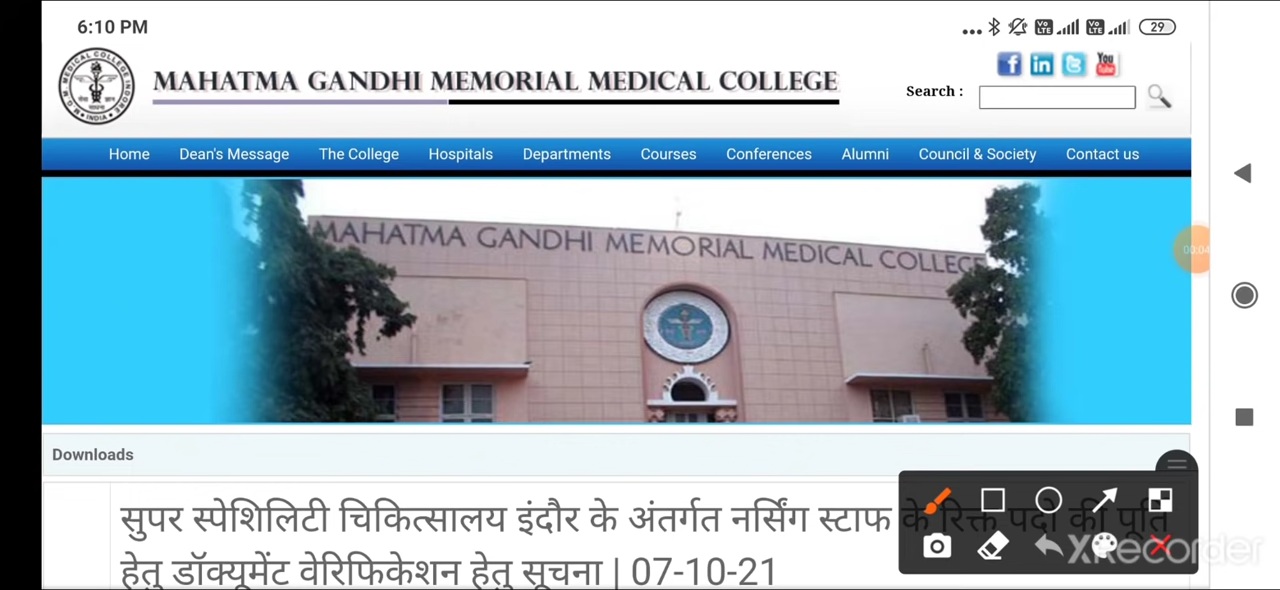 6:10 PM
29
MAHATMA GANDHI MEMORIAL MEDICAL COLLEGE
Search :
Home Dean's Message The College Hospitals Departments Courses Conferences Alumni Council & Society Contact us
MAHATMA GANDHI MEMORIAL MEDICAL COLLEGE
00:04
Downloads
सुपर स्पेशिलिटी चिकित्सालय इंदौर के अंतर्गत नर्सिंग स्टाफ के रिक्त पदो की पूर्ति
हेतु डॉक्यूमेंट वेरिफिकेशन हेतु सूचना | 07-10-21
XRecorder